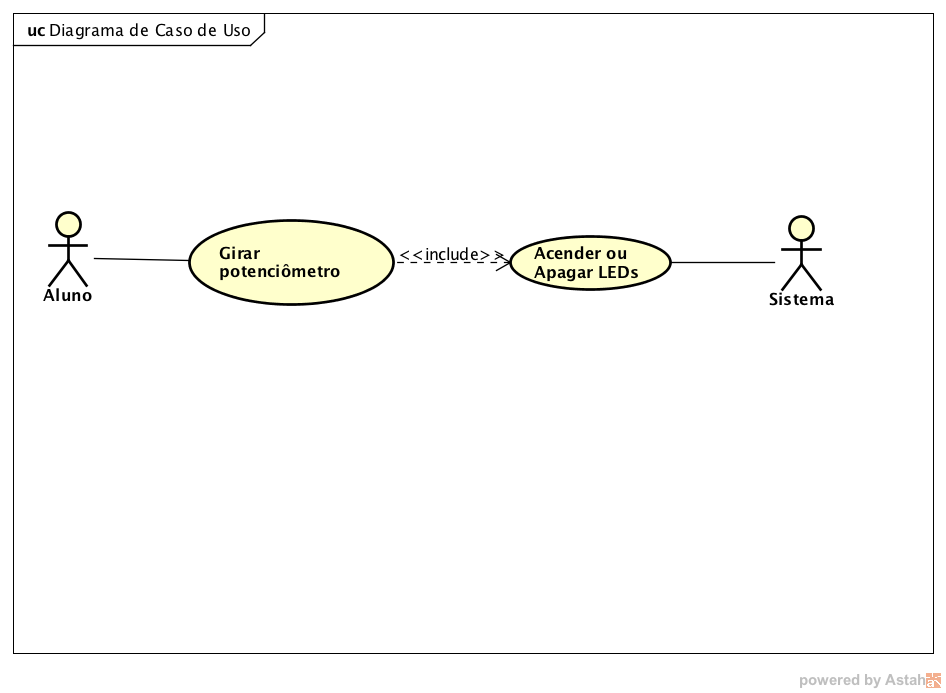 uc Diagrama de Caso de Uso
Girar
potenciômetro
<<include>>
Acender ou
Apagar LEDs
Aluno
Sistema
powered by Astah